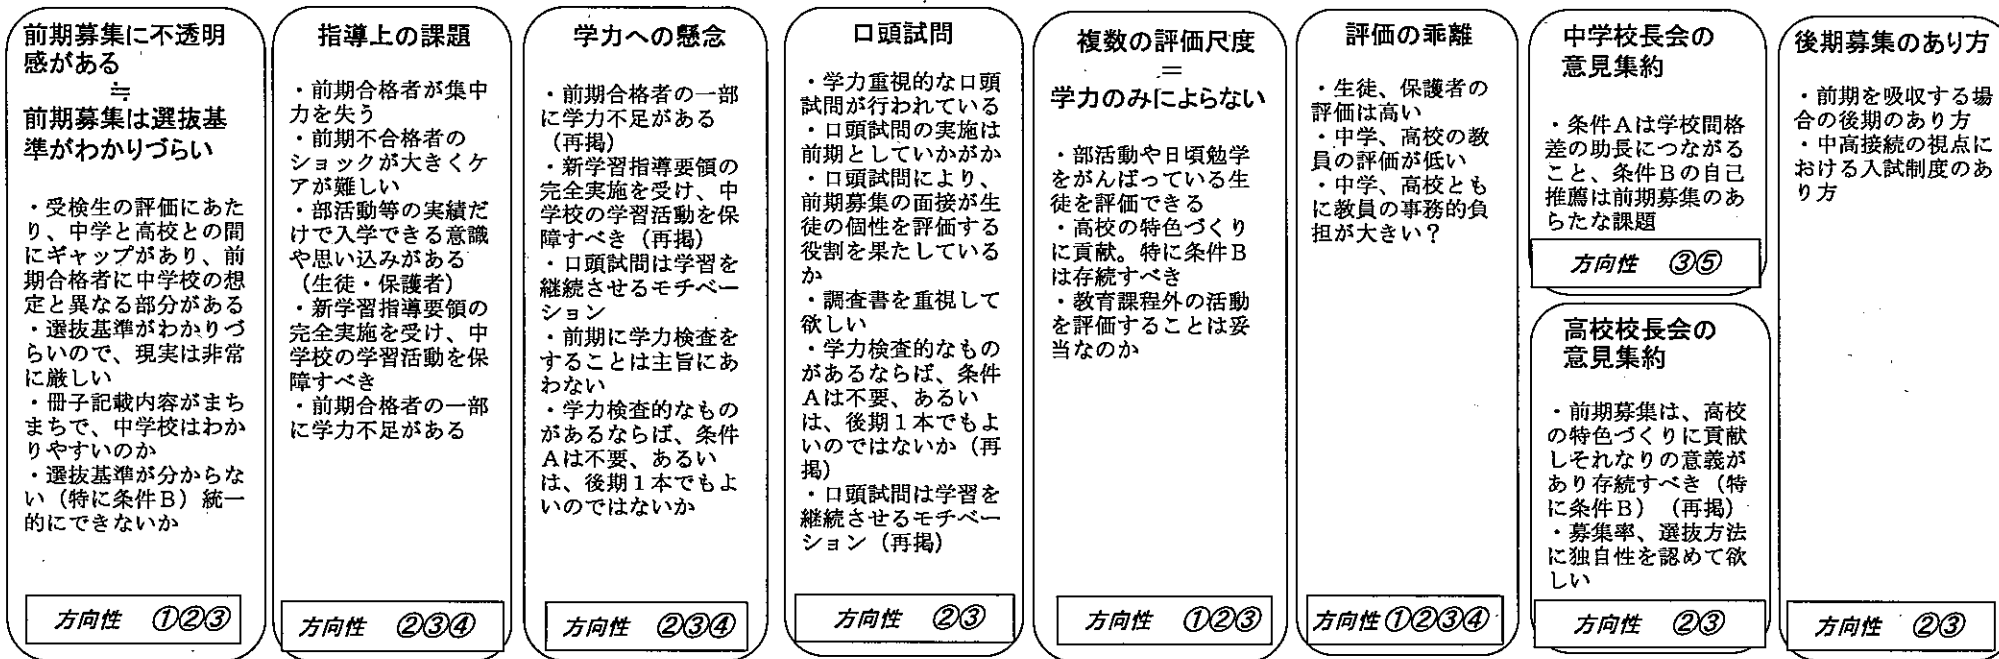 前期募集に不透明
感がある
≒
前期募集は選抜基
準がわかりづらい
・受検生の評価にあた
り、中学と高校との間
にギャップがあり、前
期合格者に中学校の想
定と異なる部分がある
・選抜基準がわかりづ
らいので、現実は非常
に厳しい
・冊子記載内容がまち
まちで、中学校はわか
りやすいのか
・選抜基準が分からな
い（特に条件B）統一
的にできないか
方向性 ①②③
指導上の課題
・前期合格者が集中
力を失う
・前期不合格者の
ショックが大きくケ
アが難しい
・部活動等の実績だ
けで入学できる意識
や思い込みがある
（生徒・保護者）
・新学習指導要領の
完全実施を受け、中
学校の学習活動を保
障すべき
・前期合格者の一部
に学力不足がある
方向性 ②③④
学力への懸念
・前期合格者の一部
に学力不足がある
（再掲）
・新学習指導要領の
完全実施を受け、中
学校の学習活動を保
障すべき（再掲）
・口頭試問は学習を
継続させるモチベー
ション
・前期に学力検査を
することは主旨にあ
わない
・学力検査的なもの
があるならば、条件
Aは不要、あるい
は、後期１本でもよ
いのではないか
方向性 ②③④
口頭試問
・学力重視的な口頭
試問が行われている
・口頭試問の実施は
前期としていかがか
・口頭試問により、
前期募集の面接が生
徒の個性を評価する
役割を果たしている
か
・調査書を重視して
欲しい
・学力検査的なもの
があるならば、条件
Aは不要、あるい
は、後期１本でもよ
いのではないか（再
掲）
・口頭試問は学習を
継続させるモチベー
ション（再掲）
方向性 ②③
複数の評価尺度
＝
学力のみによらない
・部活動や日頃勉学
をがんばっている生
徒を評価できる
・高校の特色づくり
に貢献。特に条件B
は存続すべき
・教育課程外の活動
を評価することは妥
当なのか
方向性 ①②③
評価の乖離
・生徒、保護者の
評価は高い
・中学、高校の教
員の評価が低い
・中学、高校とも
に教員の事務的負
担が大きい？
方向性①②③④
中学校長会の
意見集約
・条件Aは学校間格
差の助長につながる
こと、条件Bの自己
推薦は前期募集のあ
らたな課題
方向性 ③⑤
高校校長会の
意見集約
・前期募集は、高校
の特色づくりに貢献
しそれなりの意義が
あり存続すべき（特
に条件B）（再掲）
・募集率、選抜方法
に独自性を認めて欲
しい
方向性 ②③
後期募集のあり方
・前期を吸収する場
合の後期のあり方
・中高接続の視点に
おける入試制度のあ
り方
方向性 ②③